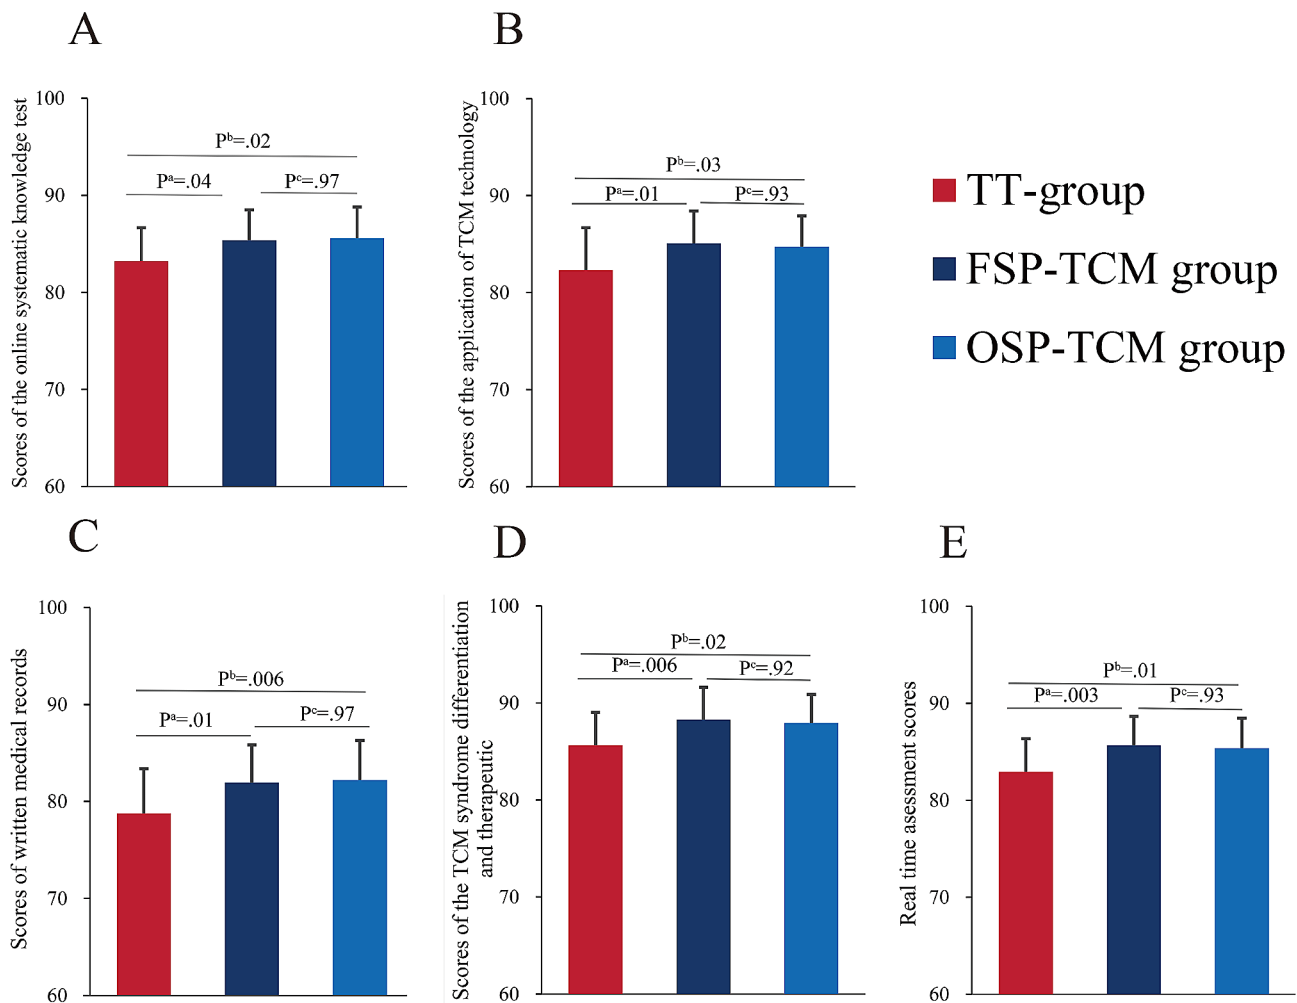 A
Scores of the online systematic knowledge test
100
90
80
70
60
Pᵇ=.02
Pᵃ=.04
Pᶜ=.97
B
Scores of the application of TCM technology
100
90
80
70
60
Pᵇ=.03
Pᵃ=.01
Pᶜ=.93
TT-group
FSP-TCM group
OSP-TCM group
C
Scores of written medical records
100
90
80
70
60
Pᵇ=.006
Pᵃ=.01
Pᶜ=.97
D
Scores of the TCM syndrome differentiation
and therapeutic
100
90
80
70
60
Pᵇ=.02
Pᵃ=.006
Pᶜ=.92
E
Real time asessment scores
100
90
80
70
60
Pᵇ=.01
Pᵃ=.003
Pᶜ=.93